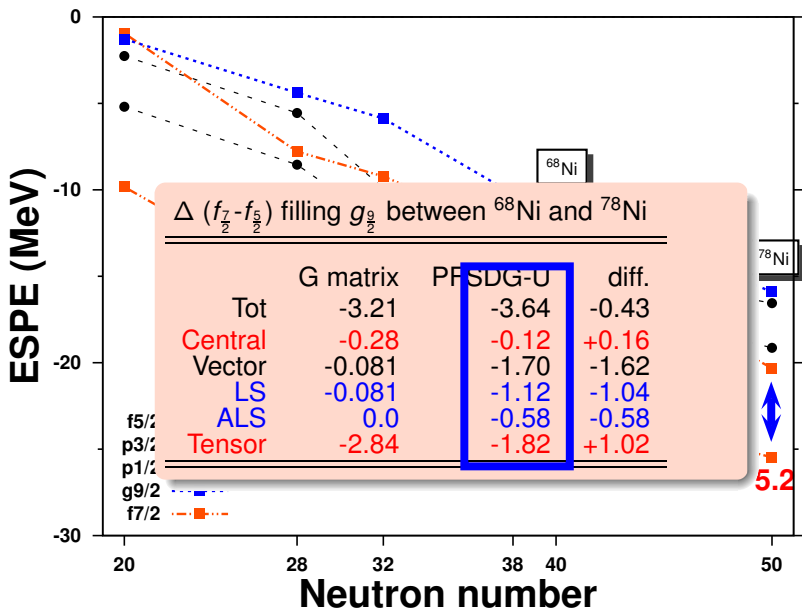 0
-10
-20
-30
ESPE (MeV)
68Ni
78Ni
Δ (f7/2-f5/2) filling g9/2 between 68Ni and 78Ni
G matrix PFSDG-U diff.
Tot -3.21 -3.64 -0.43
Central -0.28 -0.12 +0.16
Vector -0.081 -1.70 -1.62
LS -0.081 -1.12 -1.04
ALS 0.0 -0.58 -0.58
Tensor -2.84 -1.82 +1.02
5.2
f5/2
p3/2
p1/2
g9/2
f7/2
20 28 32 38 40 50
Neutron number